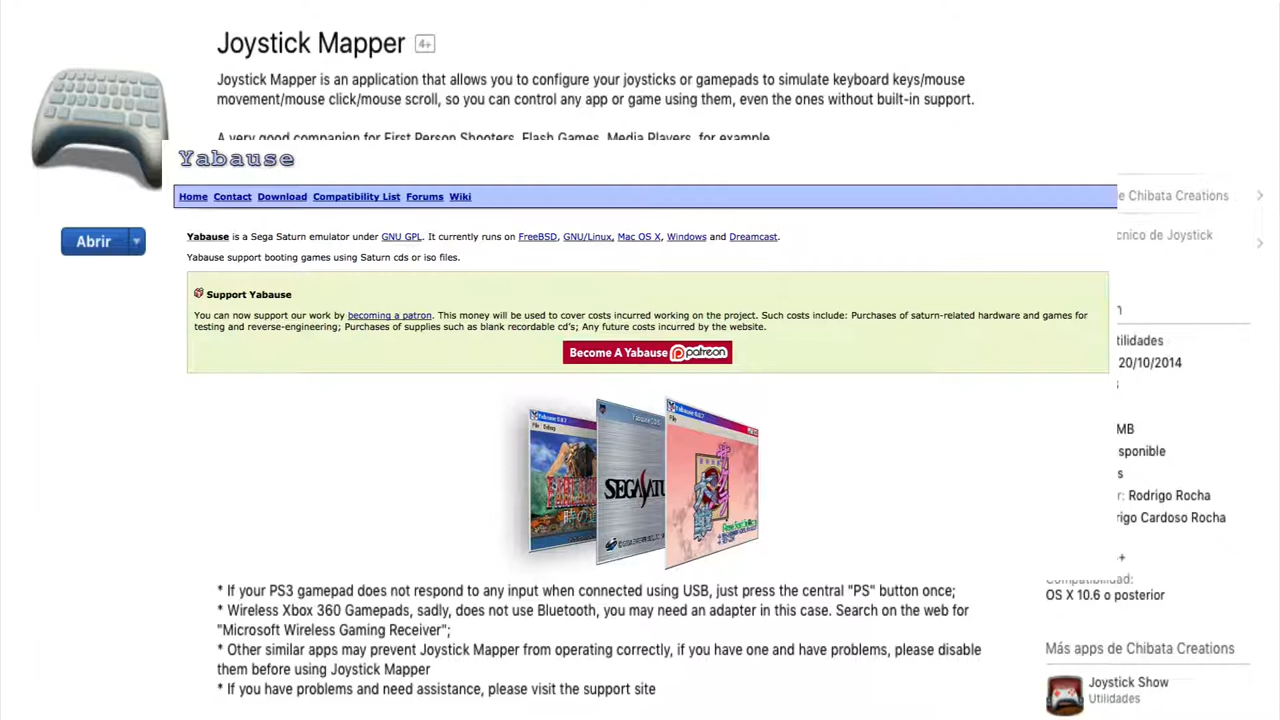 Joystick Mapper 4+
Joystick Mapper is an application that allows you to configure your joysticks or gamepads to simulate keyboard keys/mouse
movement/mouse click/mouse scroll, so you can control any app or game using them, even the ones without built-in support.
A very good companion for First Person Shooters, Flash Games, Media Players, for example
Yabause
Home Contact Download Compatibility List Forums Wiki
e Chibata Creations
Abrir
Yabause is a Sega Saturn emulator under GNU GPL. It currently runs on FreeBSD, GNU/Linux, Mac OS X, Windows and Dreamcast.
cnico de Joystick
Yabause support booting games using Saturn cds or iso files.
Support Yabause
You can now support our work by becoming a patron. This money will be used to cover costs incurred working on the project. Such costs include: Purchases of saturn-related hardware and games for
testing and reverse-engineering; Purchases of supplies such as blank recordable cd's; Any future costs incurred by the website.
n
tilidades
Become A Yabause patreon
20/10/2014
s
MB
sponible
s
SEGA SATU
r: Rodrigo Rocha
rigo Cardoso Rocha
+
Compatibilidad:
* If your PS3 gamepad does not respond to any input when connected using USB, just press the central "PS" button once;
OS X 10.6 o posterior
* Wireless Xbox 360 Gamepads, sadly, does not use Bluetooth, you may need an adapter in this case. Search on the web for
"Microsoft Wireless Gaming Receiver";
* Other similar apps may prevent Joystick Mapper from operating correctly, if you have one and have problems, please disable
them before using Joystick Mapper
Más apps de Chibata Creations
* If you have problems and need assistance, please visit the support site
Joystick Show
Utilidades